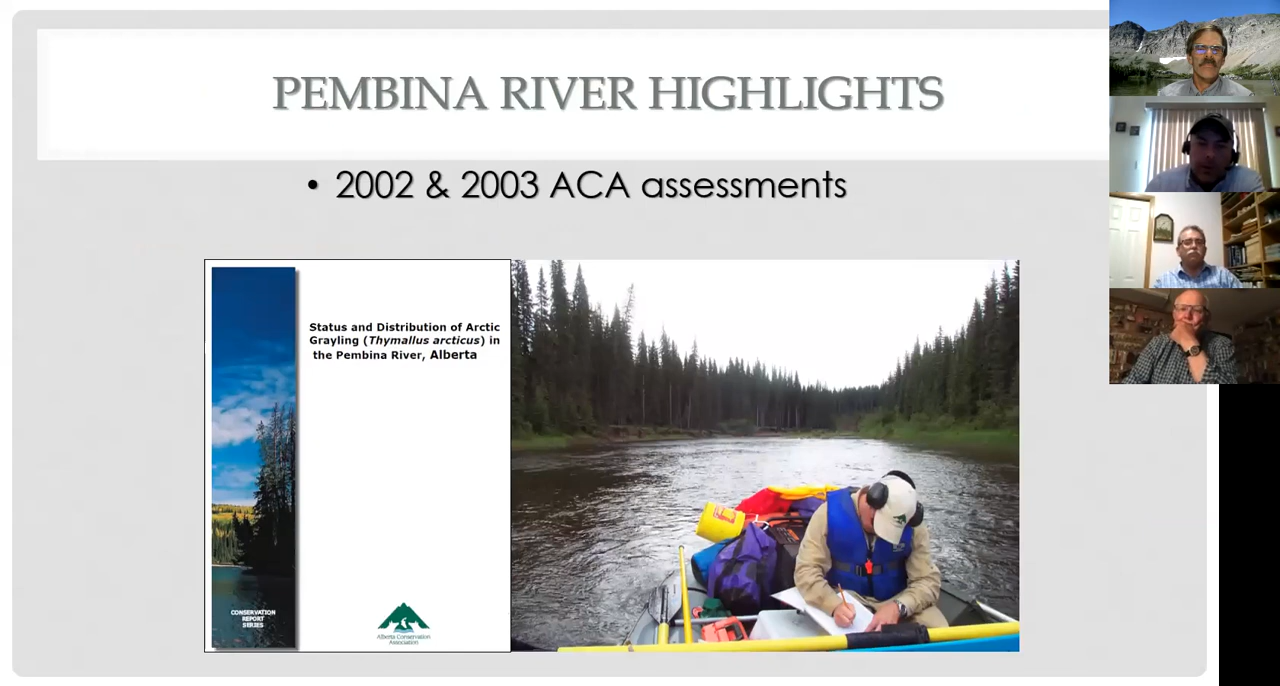 PEMBINA RIVER HIGHLIGHTS
• 2002 & 2003 ACA assessments
Status and Distribution of Arctic
Grayling (Thymallus arcticus) in
the Pembina River, Alberta
CONSERVATION
REPORT
SERIES
Alberta Conservation
Association